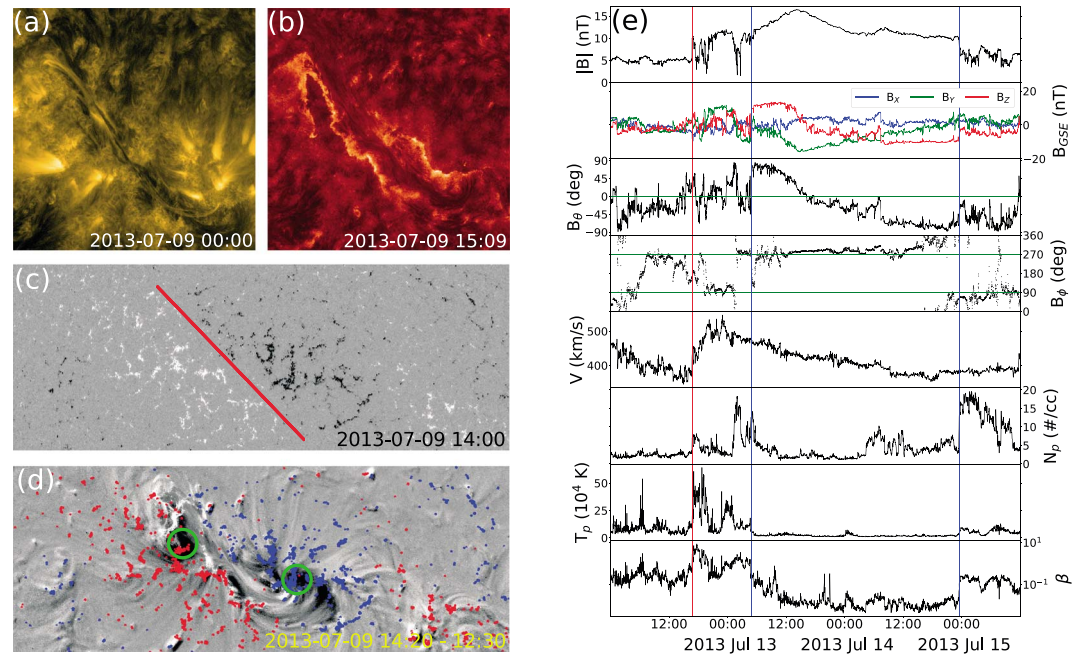 (a)
2013-07-09 00:00
(b)
2013-07-09 15:09
(c)
2013-07-09 14:00
(d)
2013-07-09 14:20 - 12:30
(e)
|B| (nT)
15
10
5
0
B_X B_Y B_Z
B_GSE (nT)
20
0
−20
B_θ (deg)
90
45
0
−45
−90
B_ϕ (deg)
360
270
180
90
0
V (km/s)
500
400
N_p (#/cc)
20
15
10
5
0
T_p (10⁴ K)
50
25
0
β
10¹
10⁻¹
12:00 00:00 12:00 00:00 12:00 00:00
2013 Jul 13 2013 Jul 14 2013 Jul 15